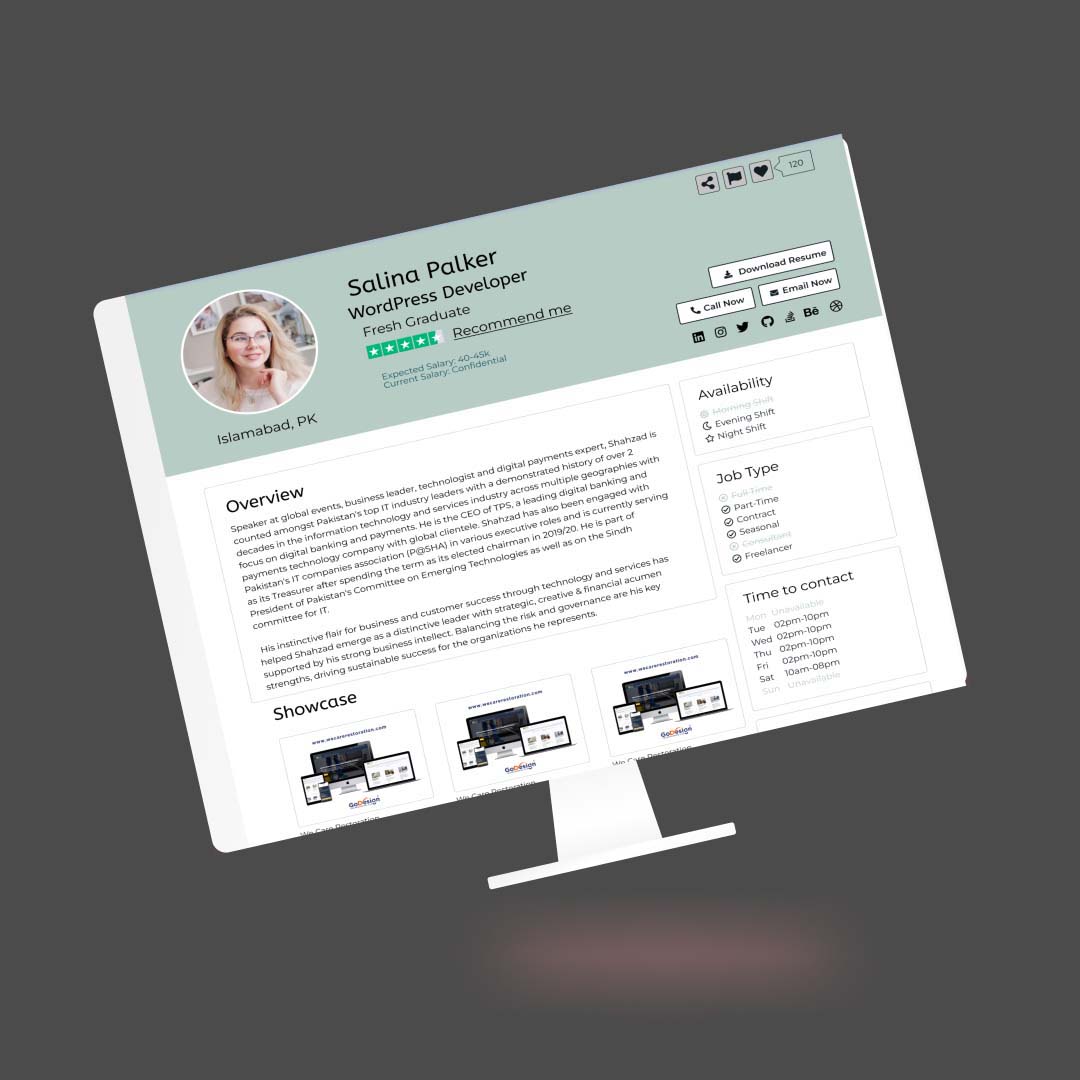 120
Salina Palker
WordPress Developer
Fresh Graduate
Recommend me
Expected Salary: 40-45k
Current Salary: Confidential
Islamabad, PK
Download Resume
Call Now
Email Now
Bē
Overview
Speaker at global events, business leader, technologist and digital payments expert, Shahzad is
counted amongst Pakistan's top IT industry leaders with a demonstrated history of over 2
decades in the information technology and services industry across multiple geographies with
focus on digital banking and payments. He is the CEO of TPS, a leading digital banking and
payments technology company with global clientele. Shahzad has also been engaged with
Pakistan's IT companies association (P@SHA) in various executive roles and is currently serving
as its Treasurer after spending the term as its elected chairman in 2019/20. He is part of
President of Pakistan's Committee on Emerging Technologies as well as on the Sindh
committee for IT.
His instinctive flair for business and customer success through technology and services has
helped Shahzad emerge as a distinctive leader with strategic, creative & financial acumen
supported by his strong business intellect. Balancing the risk and governance are his key
strengths, driving sustainable success for the organizations he represents.
Availability
Morning Shift
Evening Shift
Night Shift
Job Type
Full Time
Part-Time
Contract
Seasonal
Consultant
Freelancer
Time to contact
Mon Unavailable
Tue 02pm-10pm
Wed 02pm-10pm
Thu 02pm-10pm
Fri 02pm-10pm
Sat 10am-08pm
Sun Unavailable
Showcase
www.wecarerestoration.com
GoDesign
We Care Restoration
www.wecarerestoration.com
GoDesign
We Care Restoration
www.wecarerestoration.com
GoDesign
We Care Restoration